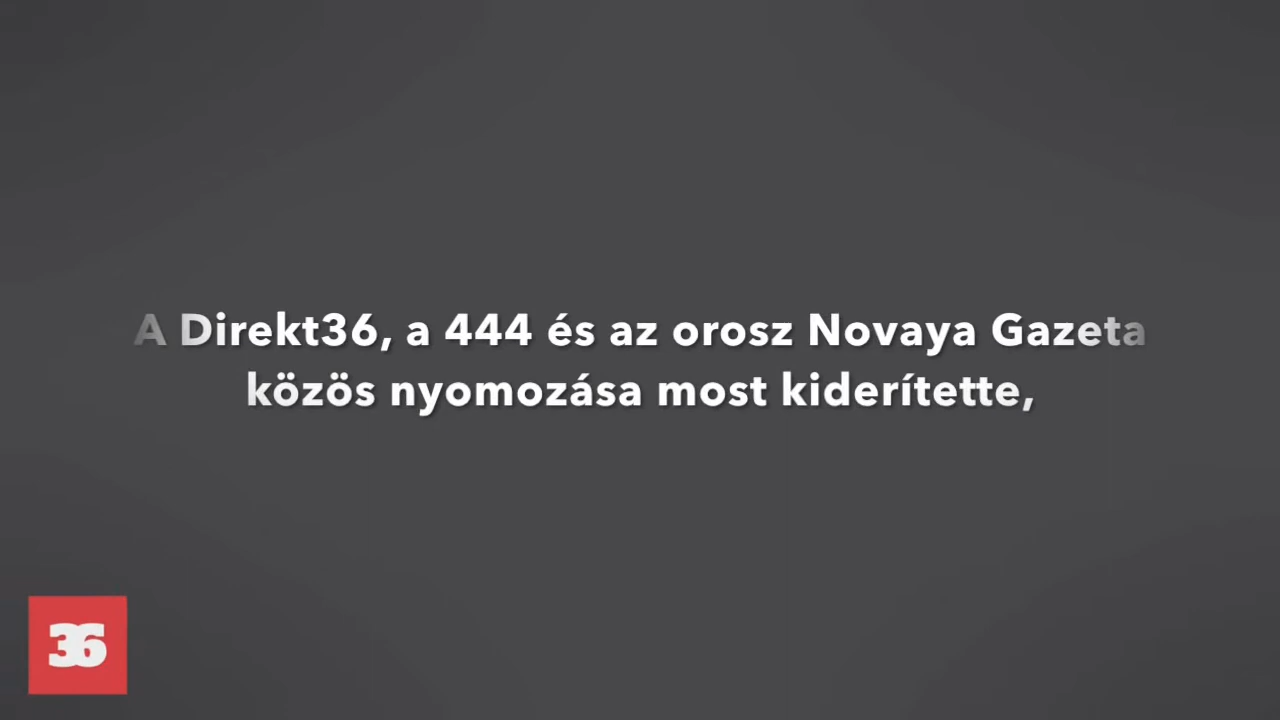 A Direkt36, a 444 és az orosz Novaya Gazeta
közös nyomozása most kiderítette,
36